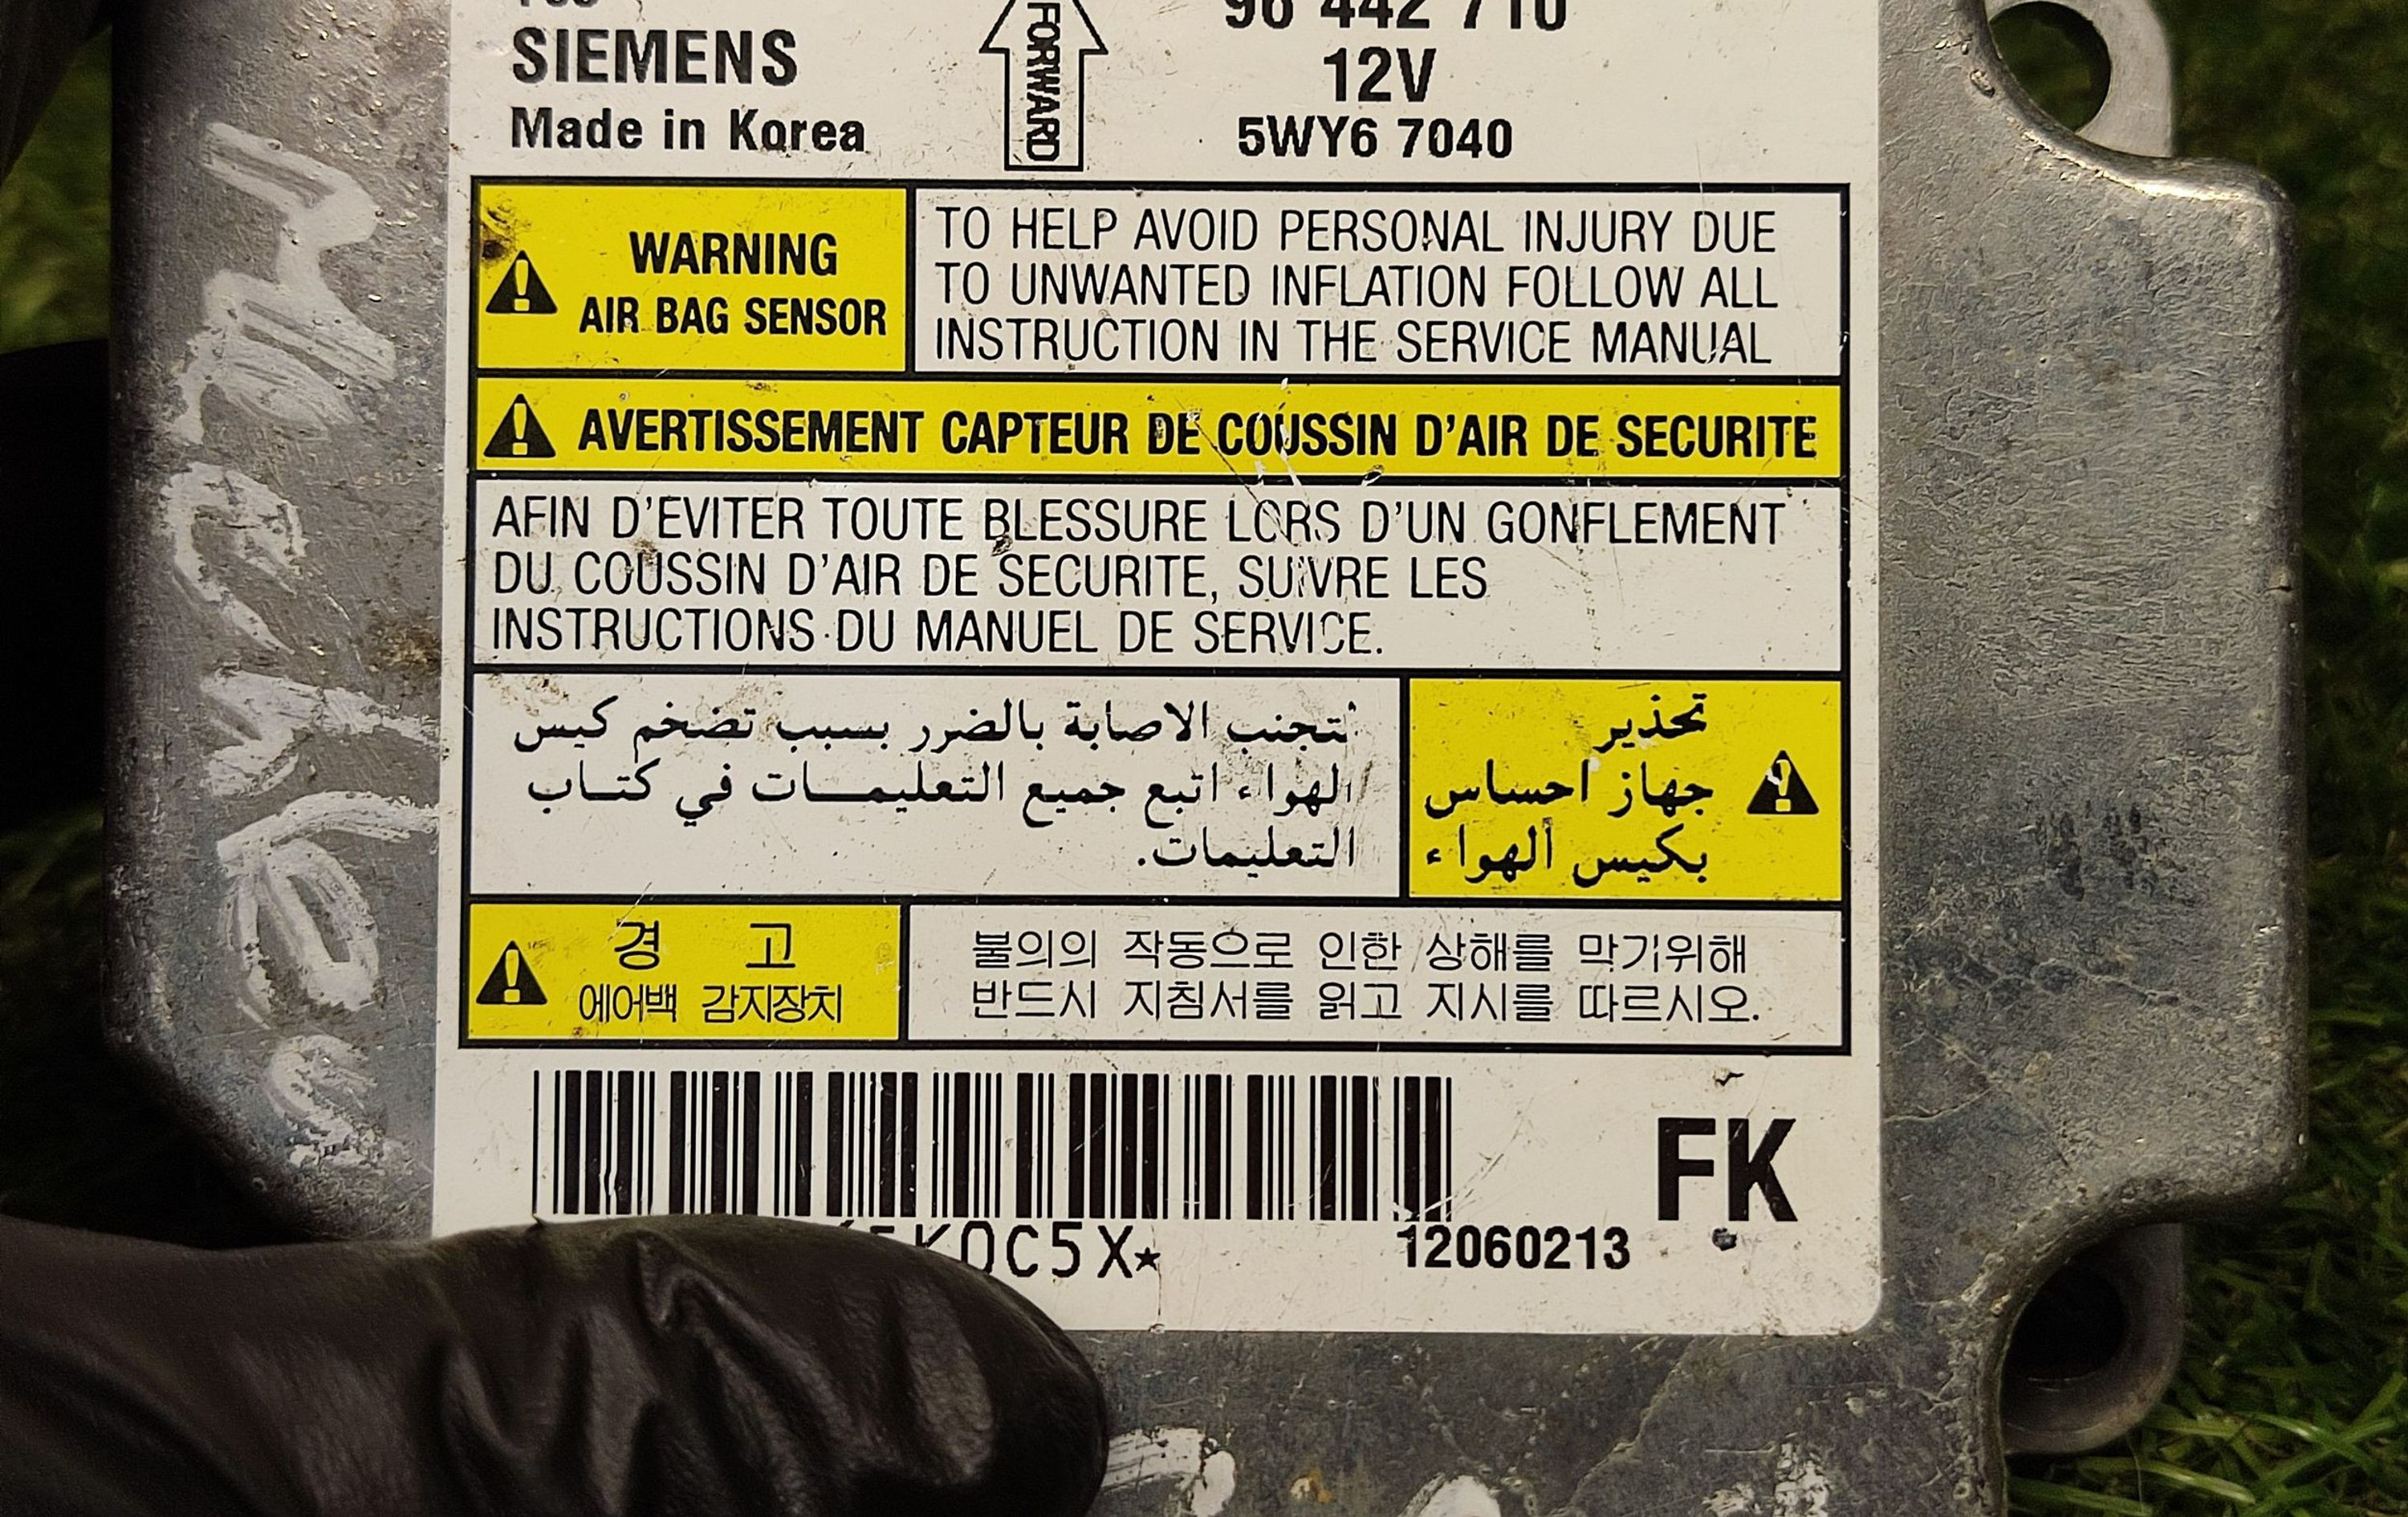 SIEMENS
Made in Korea
FORWARD
96 442 710
12V
5WY6 7040
WARNING
AIR BAG SENSOR
TO HELP AVOID PERSONAL INJURY DUE
TO UNWANTED INFLATION FOLLOW ALL
INSTRUCTION IN THE SERVICE MANUAL
AVERTISSEMENT CAPTEUR DE COUSSIN D'AIR DE SECURITE
AFIN D'EVITER TOUTE BLESSURE LORS D'UN GONFLEMENT
DU COUSSIN D'AIR DE SECURITE, SUIVRE LES
INSTRUCTIONS DU MANUEL DE SERVICE.
تحذير
جهاز احساس
بكيس الهواء
لتجنب الاصابة بالضرر بسبب تضخم كيس
الهواء اتبع جميع التعليمات في كتاب
التعليمات.
경 고
에어백 감지장치
불의의 작동으로 인한 상해를 막기위해
반드시 지침서를 읽고 지시를 따르시오.
FK
12060213